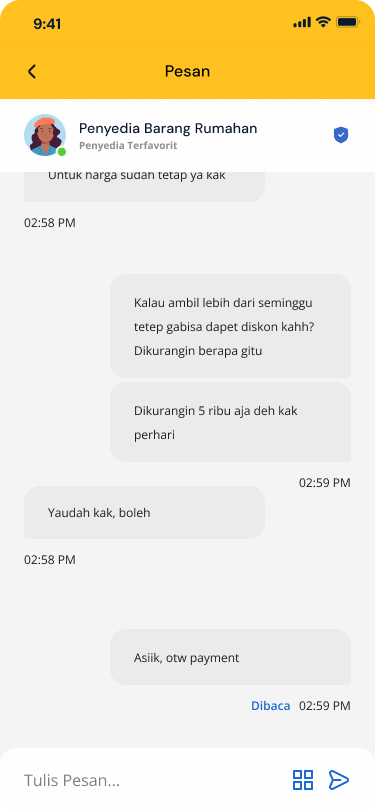 9:41
Pesan
Penyedia Barang Rumahan
Penyedia Terfavorit
Untuk harga sudah tetap ya kak
02:58 PM
Kalau ambil lebih dari seminggu
tetep gabisa dapet diskon kahh?
Dikurangin berapa gitu
Dikurangin 5 ribu aja deh kak
perhari
02:59 PM
Yaudah kak, boleh
02:58 PM
Asiik, otw payment
Dibaca 02:59 PM
Tulis Pesan...